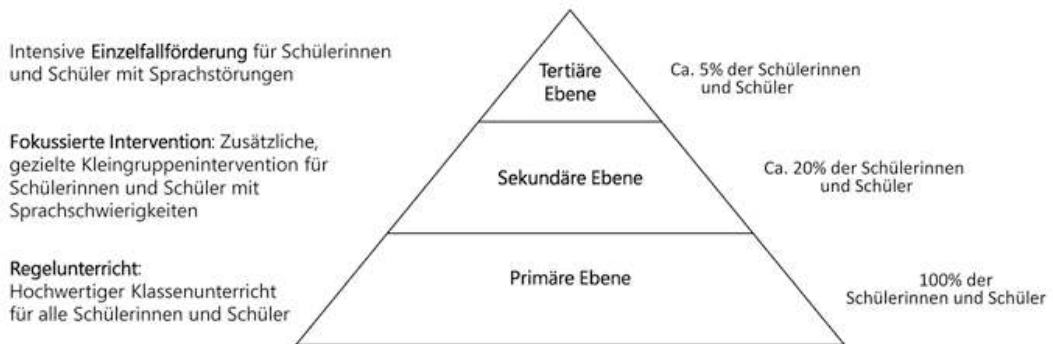 Intensive Einzelfallförderung für Schülerinnen
und Schüler mit Sprachstörungen
Tertiäre
Ebene
Ca. 5% der Schülerinnen
und Schüler
Fokussierte Intervention: Zusätzliche,
gezielte Kleingruppenintervention für
Schülerinnen und Schüler mit
Sprachschwierigkeiten
Sekundäre Ebene
Ca. 20% der Schülerinnen
und Schüler
Regelunterricht:
Hochwertiger Klassenunterricht
für alle Schülerinnen und Schüler
Primäre Ebene
100% der
Schülerinnen und Schüler